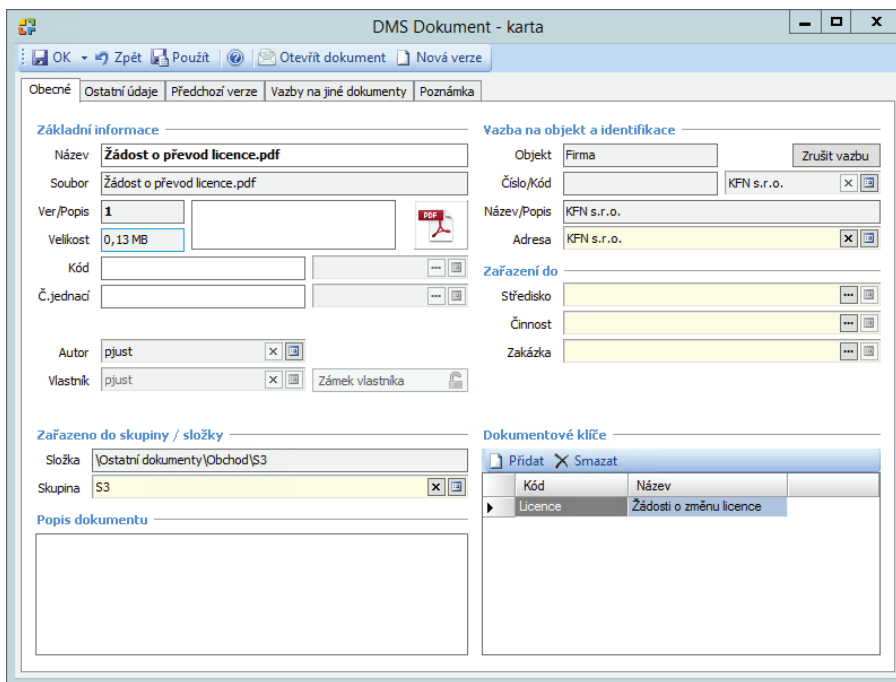 DMS Dokument - karta
OK Zpět Použít Otevřít dokument Nová verze
Obecné Ostatní údaje Předchozí verze Vazby na jiné dokumenty Poznámka
Základní informace
Název Žádost o převod licence.pdf
Soubor Žádost o převod licence.pdf
Ver/Popis 1
PDF
Velikost 0,13 MB
Kód
Č.jednací
Autor pjust
Vlastník pjust Zámek vlastníka
Vazba na objekt a identifikace
Objekt Firma Zrušit vazbu
Číslo/Kód KFN s.r.o.
Název/Popis KFN s.r.o.
Adresa KFN s.r.o.
Zařazení do
Středisko
Činnost
Zakázka
Zařazeno do skupiny / složky
Složka \Ostatní dokumenty\Obchod\S3
Skupina S3
Popis dokumentu
Dokumentové klíče
Přidat Smazat
Kód Název
Licence Žádosti o změnu licence